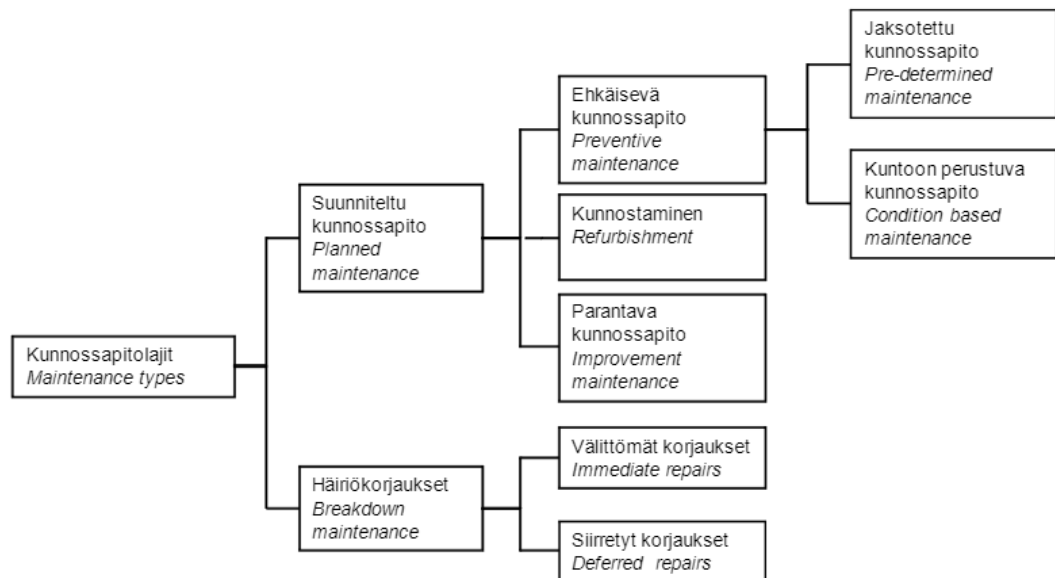 Kunnossapitolajit
Maintenance types
Suunniteltu
kunnossapito
Planned
maintenance
Häiriökorjaukset
Breakdown
maintenance
Ehkäisevä
kunnossapito
Preventive
maintenance
Kunnostaminen
Refurbishment
Parantava
kunnossapito
Improvement
maintenance
Välittömät korjaukset
Immediate repairs
Siirretyt korjaukset
Deferred repairs
Jaksotettu
kunnossapito
Pre-determined
maintenance
Kuntoon perustuva
kunnossapito
Condition based
maintenance